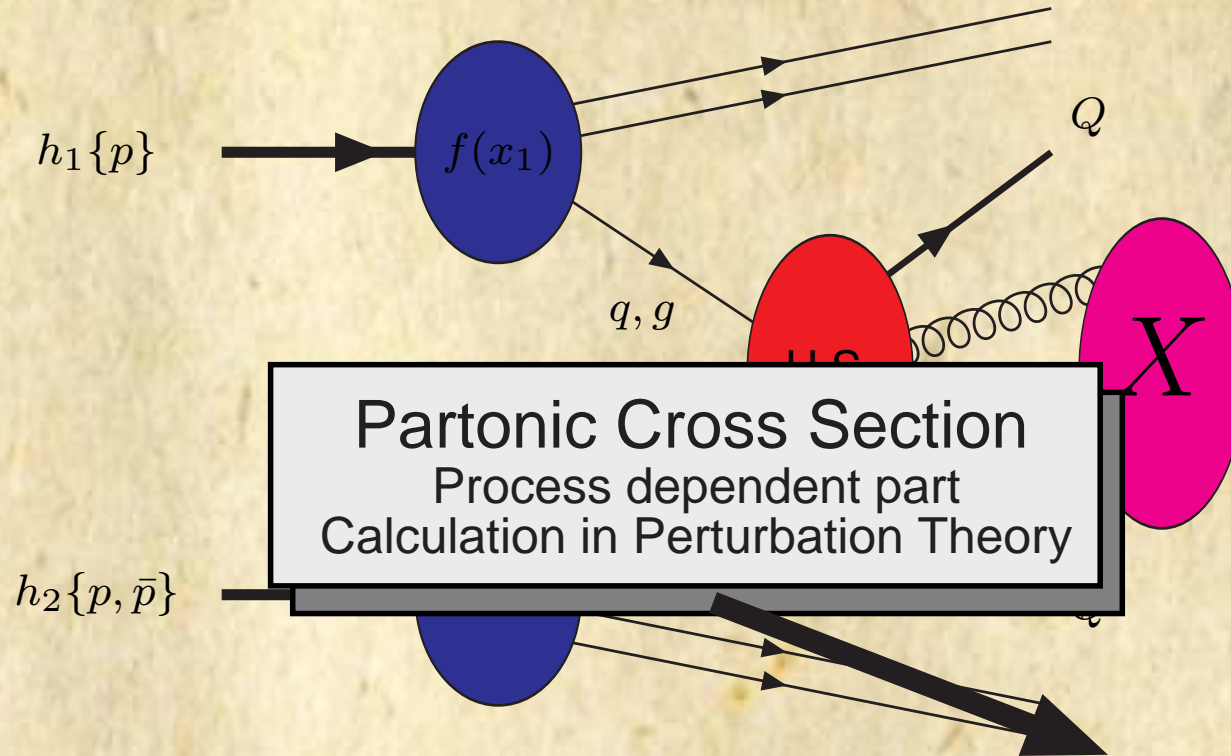 Q
h₁{p}
f(x₁)
q, g
X
Partonic Cross Section
Process dependent part
Calculation in Perturbation Theory
h₂{p, p̄}